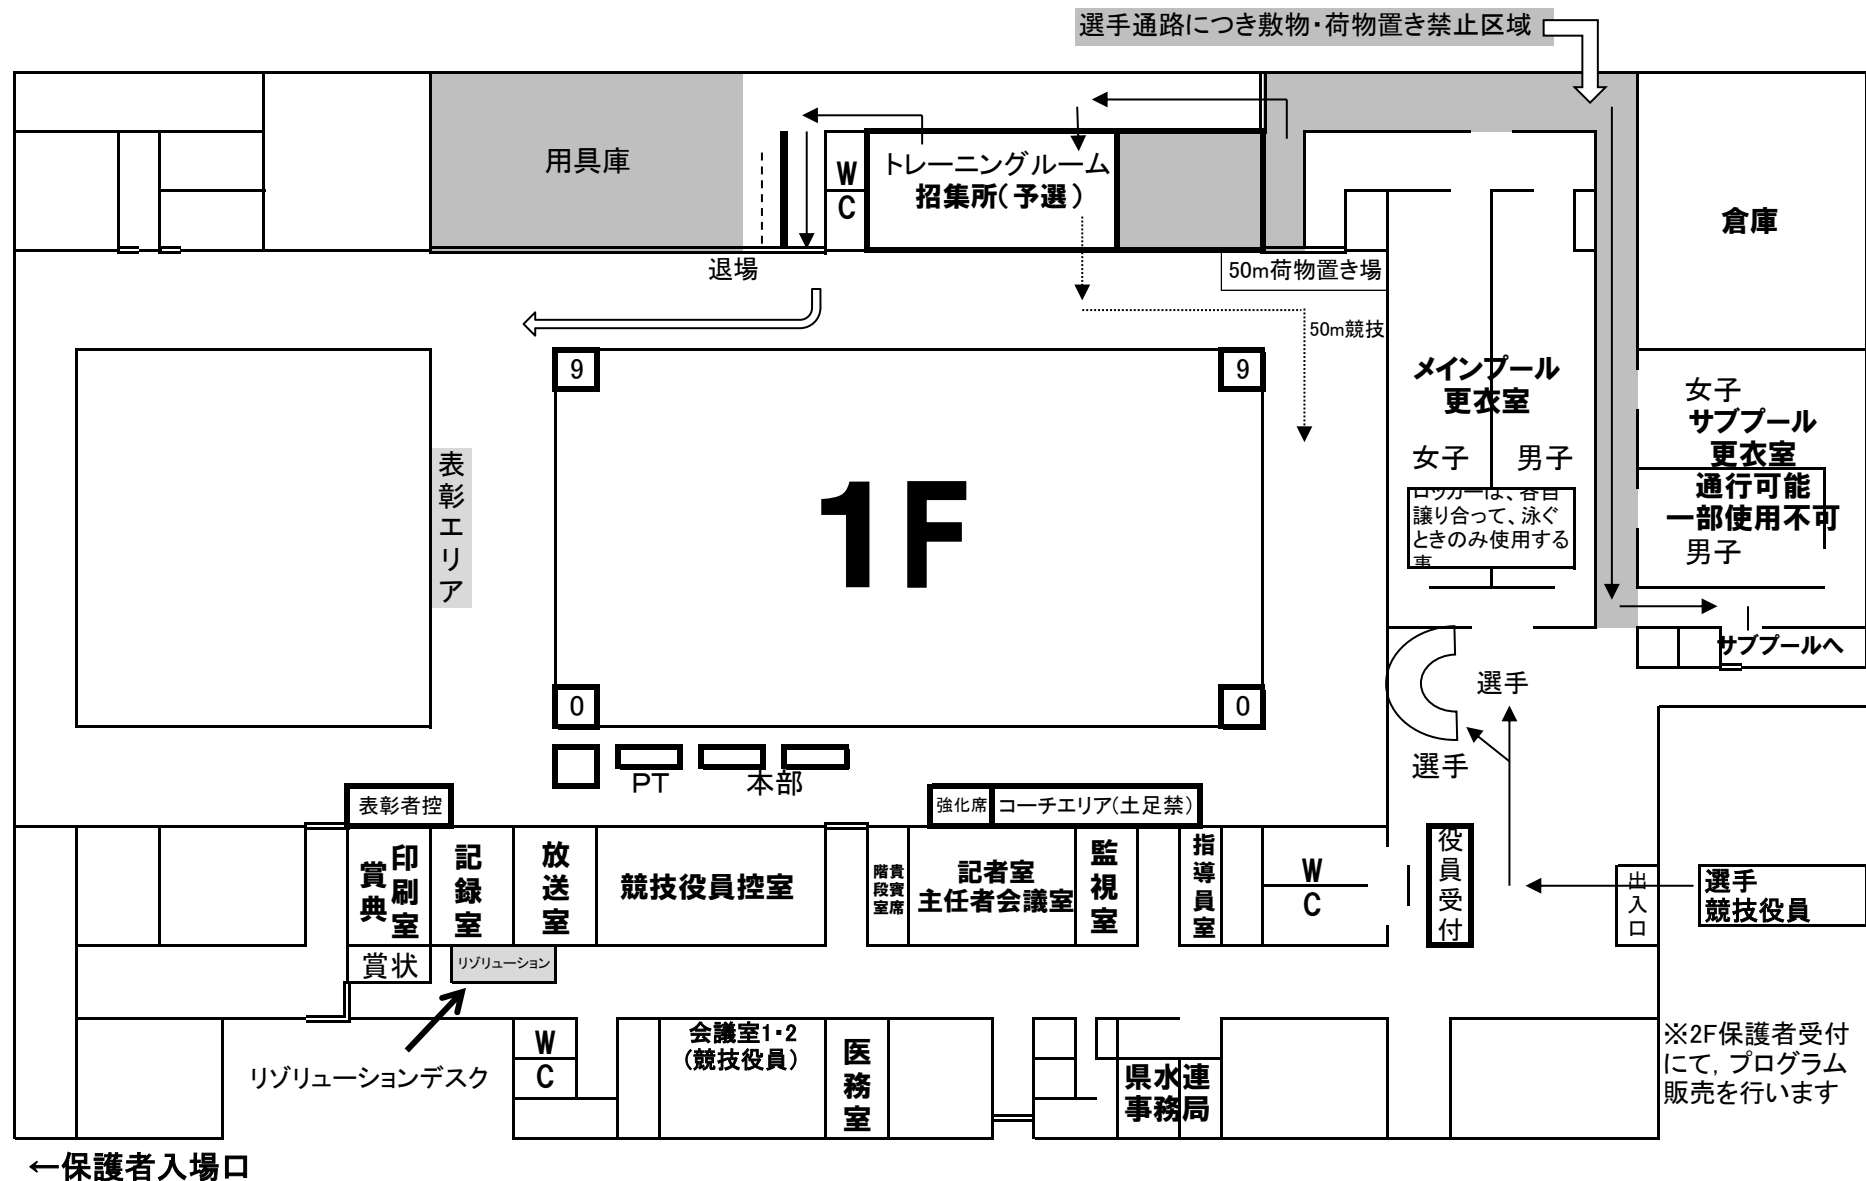 選手通路につき敷物・荷物置き禁止区域
用具庫
WC
トレーニングルーム
招集所(予選)
倉庫
退場
50m荷物置き場
50m競技
9
9
メインプール
更衣室
女子
男子
ロッカーは、各自
譲り合って、泳ぐ
ときのみ使用する
事
女子
サブプール
更衣室
通行可能
一部使用不可
男子
表彰エリア
1F
サブプールへ
選手
0
0
選手
PT
本部
表彰者控
強化席
コーチエリア(土足禁)
賞典
印刷室
記録室
放送室
競技役員控室
貴賓席
階段室
記者室
主任者会議室
監視室
指導員室
WC
役員受付
出入口
選手
競技役員
賞状
リゾリューション
リゾリューションデスク
WC
会議室1・2
(競技役員)
医務室
県水連
事務局
※2F保護者受付
にて,プログラム
販売を行います
←保護者入場口